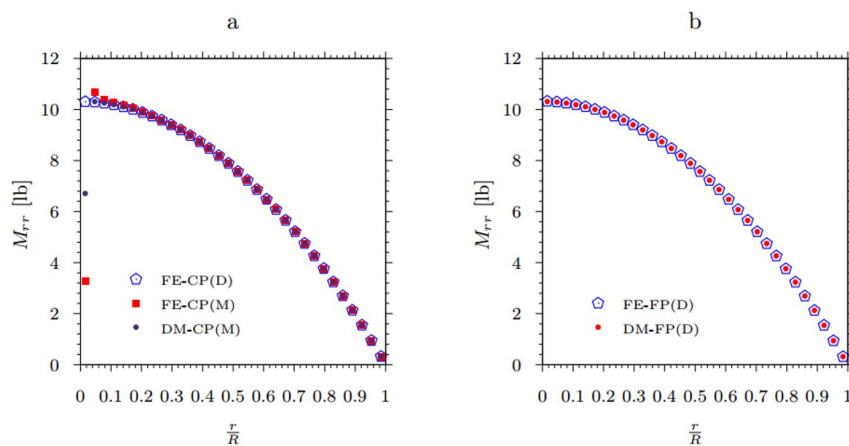 a
12
10
8
6
4
2
0
M_rr [lb]
FE-CP(D)
FE-CP(M)
DM-CP(M)
0 0.1 0.2 0.3 0.4 0.5 0.6 0.7 0.8 0.9 1
r
R
b
12
10
8
6
4
2
0
M_rr [lb]
FE-FP(D)
DM-FP(D)
0 0.1 0.2 0.3 0.4 0.5 0.6 0.7 0.8 0.9 1
r
R